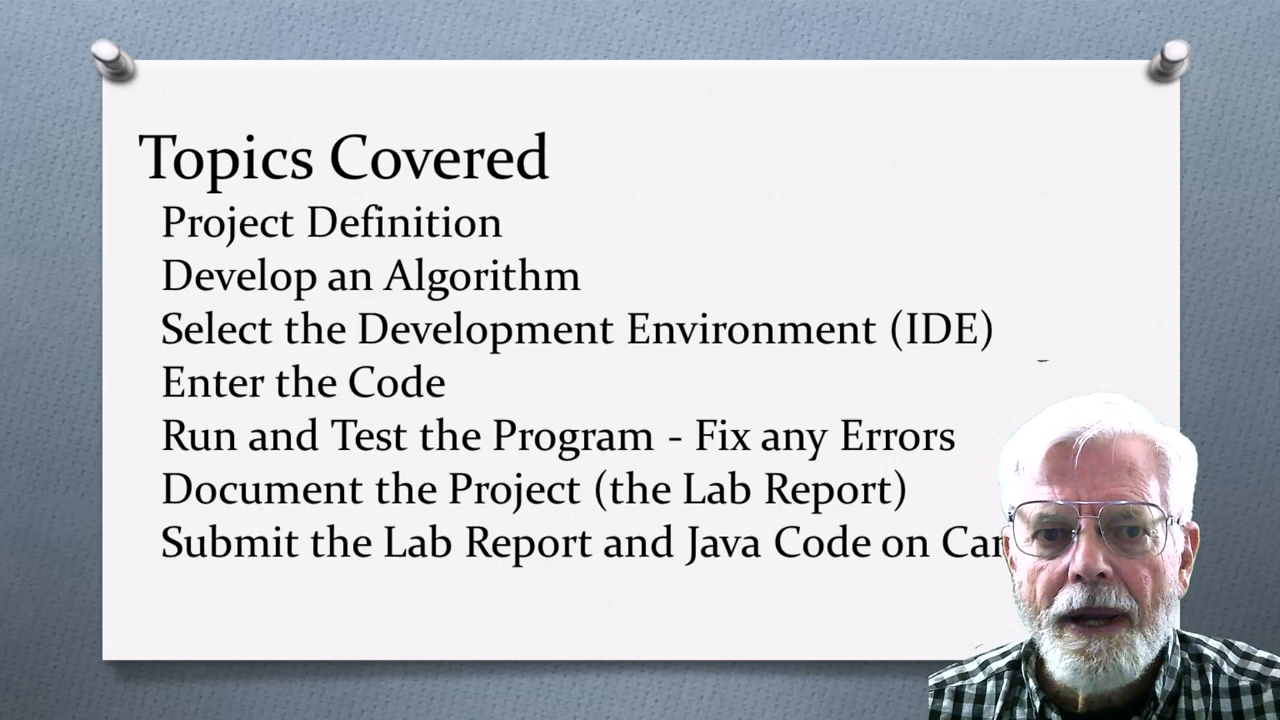 Topics Covered
Project Definition
Develop an Algorithm
Select the Development Environment (IDE)
Enter the Code
Run and Test the Program - Fix any Errors
Document the Project (the Lab Report)
Submit the Lab Report and Java Code on